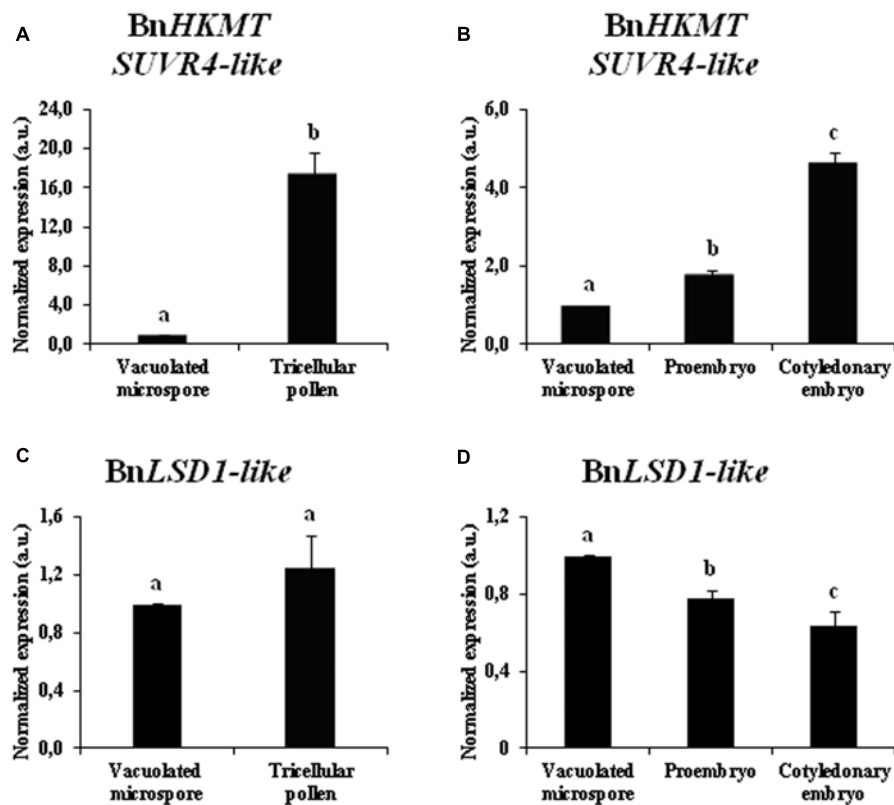 A
BnHKMT
SUVR4-like
Normalized expression (a.u.)
24,0
20,0
16,0
12,0
8,0
4,0
0,0
a
b
Vacuolated
microspore
Tricellular
pollen
B
BnHKMT
SUVR4-like
Normalized expression (a.u.)
6,0
4,0
2,0
0,0
a
b
c
Vacuolated
microspore
Proembryo
Cotyledonary
embryo
C
BnLSD1-like
Normalized expression (a.u.)
1,6
1,2
0,8
0,4
0,0
a
a
Vacuolated
microspore
Tricellular
pollen
D
BnLSD1-like
Normalized expression (a.u.)
1,2
0,8
0,4
0
a
b
c
Vacuolated
microspore
Proembryo
Cotyledonary
embryo